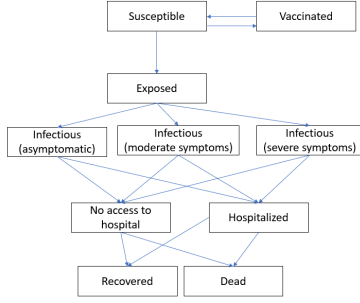 Susceptible
Vaccinated
Exposed
Infectious
(asymptomatic)
Infectious
(moderate symptoms)
Infectious
(severe symptoms)
No access to
hospital
Hospitalized
Recovered
Dead